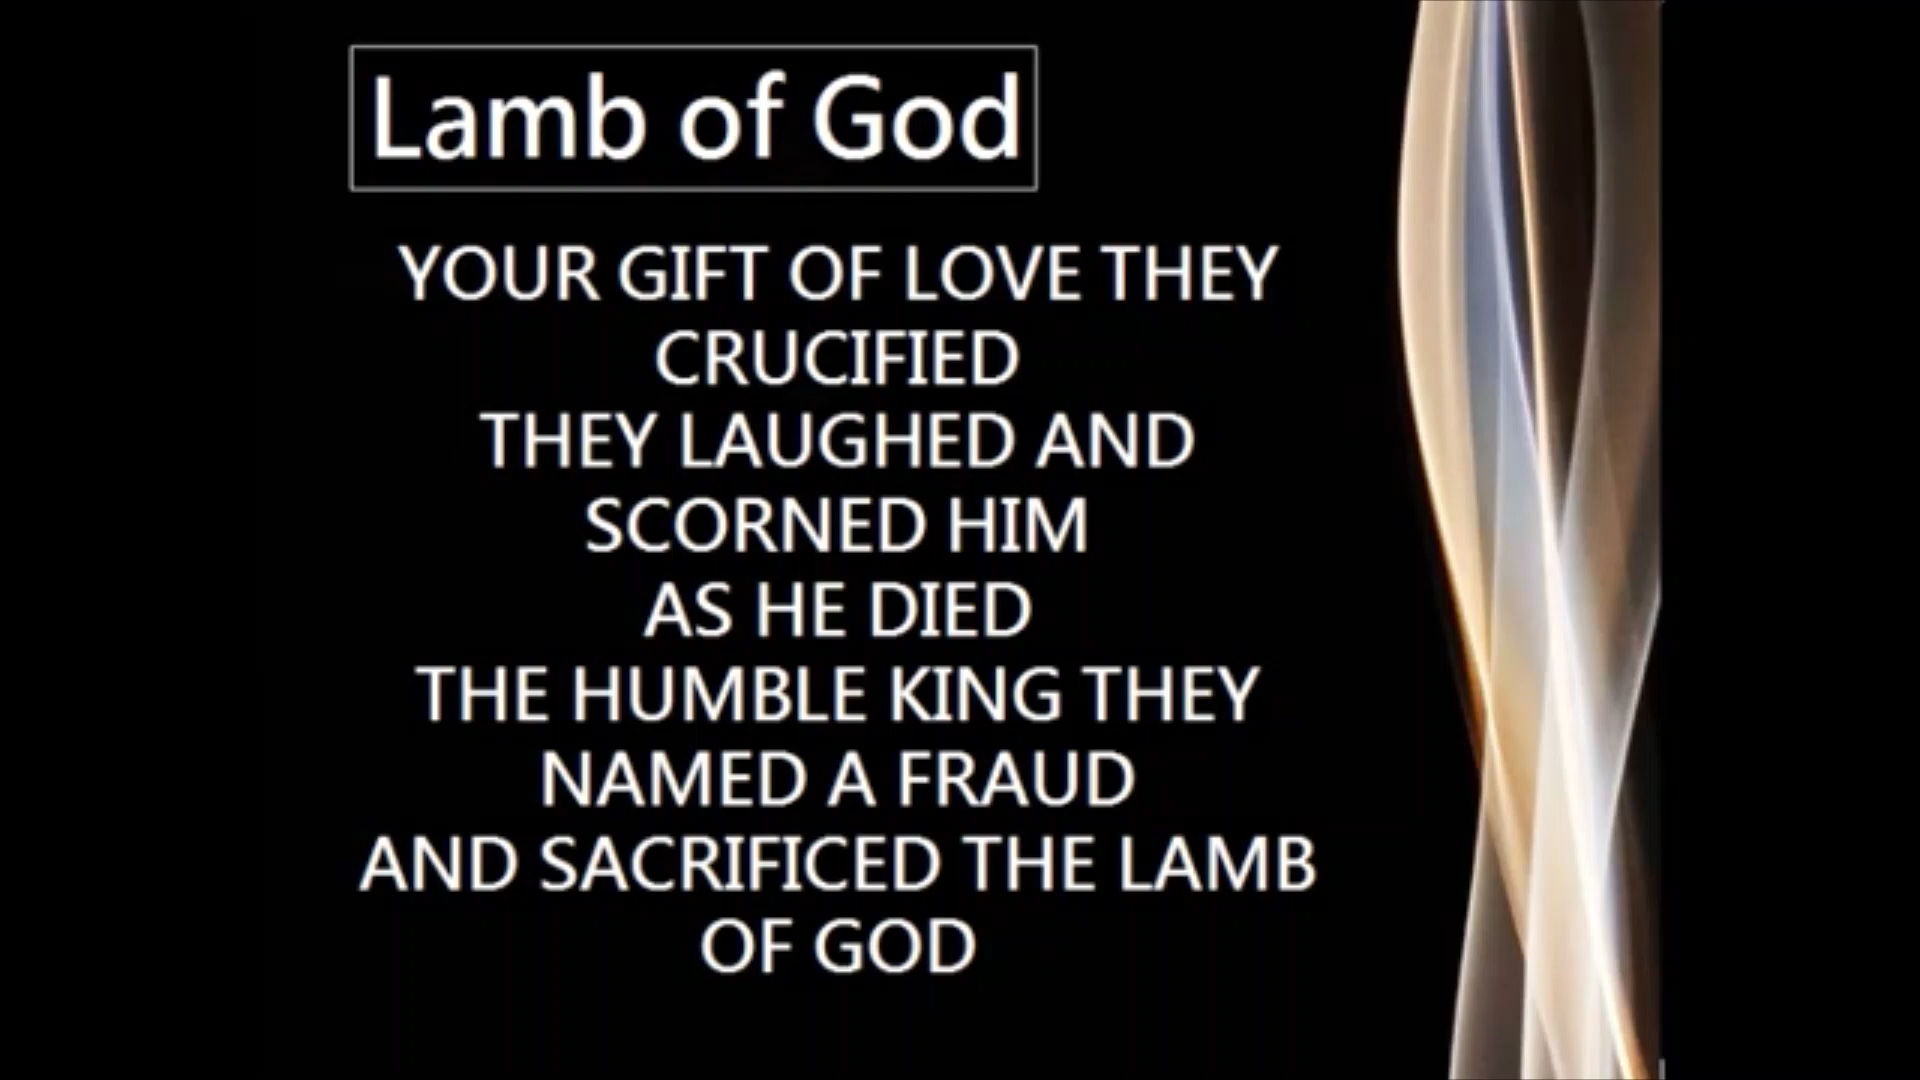 Lamb of God
YOUR GIFT OF LOVE THEY
CRUCIFIED
THEY LAUGHED AND
SCORNED HIM
AS HE DIED
THE HUMBLE KING THEY
NAMED A FRAUD
AND SACRIFICED THE LAMB
OF GOD